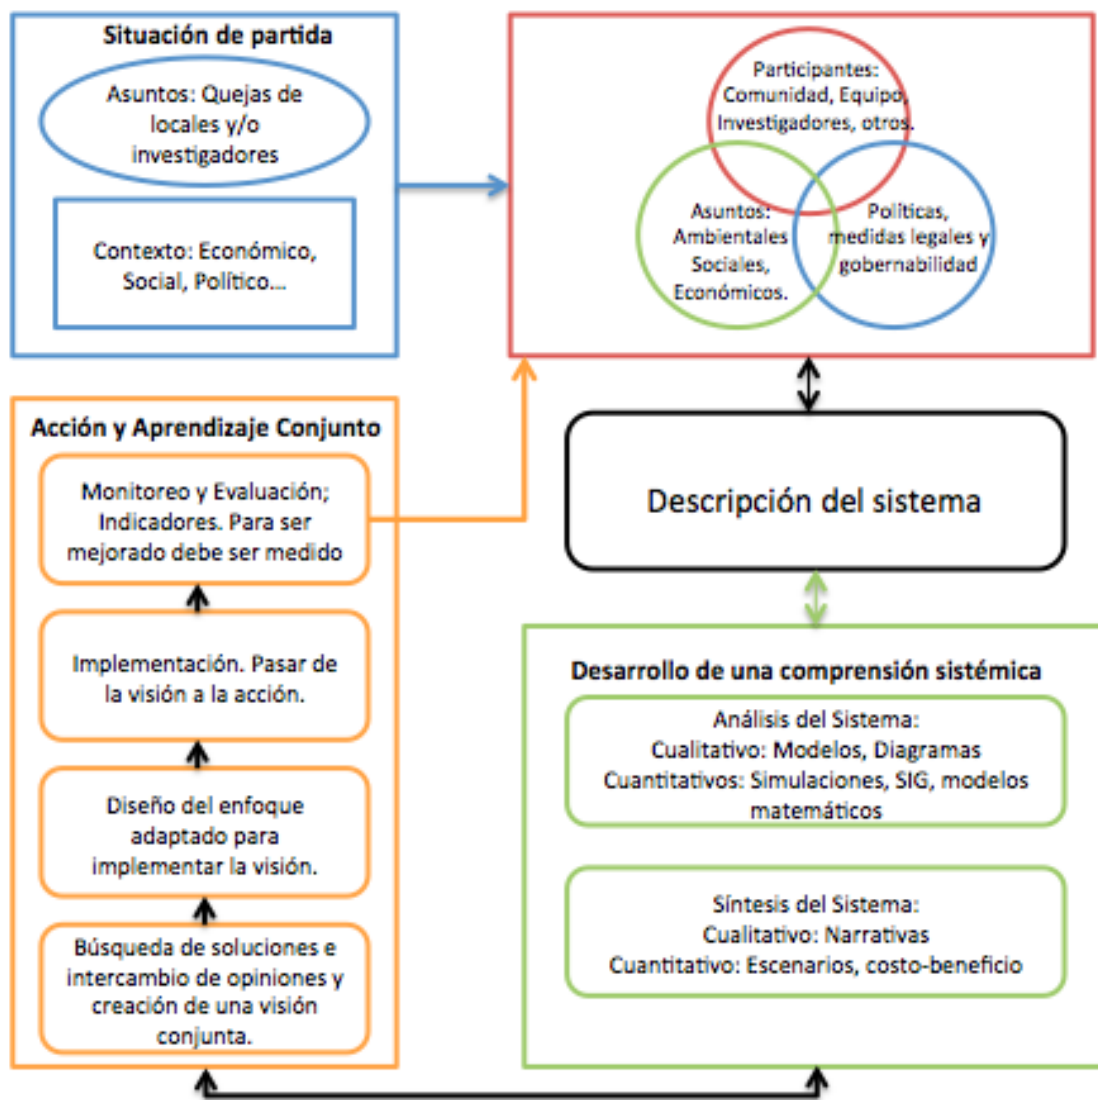 Situación de partida
Asuntos: Quejas de
locales y/o
investigadores
Contexto: Económico,
Social, Político...
Participantes:
Comunidad, Equipo,
Investigadores, otros.
Asuntos:
Ambientales
Sociales,
Económicos.
Políticas,
medidas legales y
gobernabilidad
Descripción del sistema
Desarrollo de una comprensión sistémica
Análisis del Sistema:
Cualitativo: Modelos, Diagramas
Cuantitativos: Simulaciones, SIG, modelos
matemáticos
Síntesis del Sistema:
Cualitativo: Narrativas
Cuantitativo: Escenarios, costo-beneficio
Acción y Aprendizaje Conjunto
Monitoreo y Evaluación;
Indicadores. Para ser
mejorado debe ser medido
Implementación. Pasar de
la visión a la acción.
Diseño del enfoque
adaptado para
implementar la visión.
Búsqueda de soluciones e
intercambio de opiniones y
creación de una visión
conjunta.